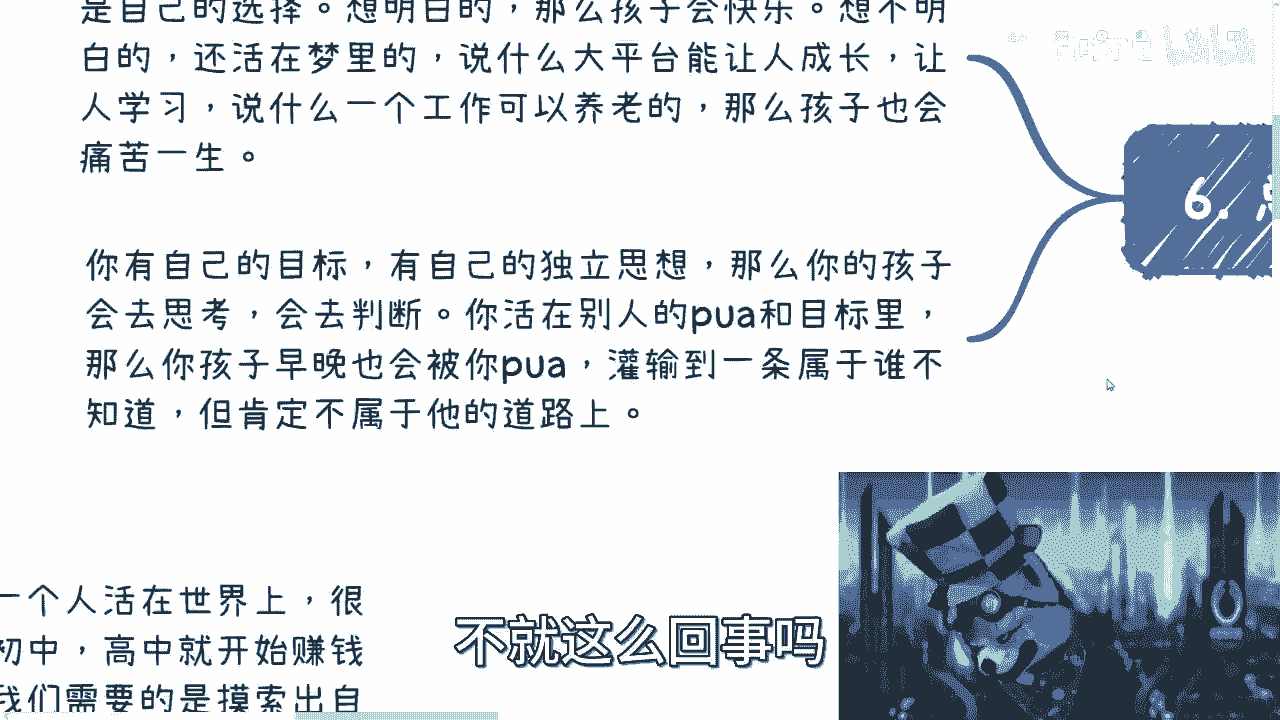 是自己的选择。想明白的，那么孩子会快乐。想不明
白的，还活在梦里的，说什么大平台能让人成长，让
人学习，说什么一个工作可以养老的，那么孩子也会
痛苦一生。
6.
你有自己的目标，有自己的独立思想，那么你的孩子
会去思考，会去判断。你活在别人的pua和目标里，
那么你孩子早晚也会被你pua，灌输到一条属于谁不
知道，但肯定不属于他的道路上。
一个人活在世界上，很
初中，高中就开始赚钱
我们需要的是摸索出自
不就这么回事吗